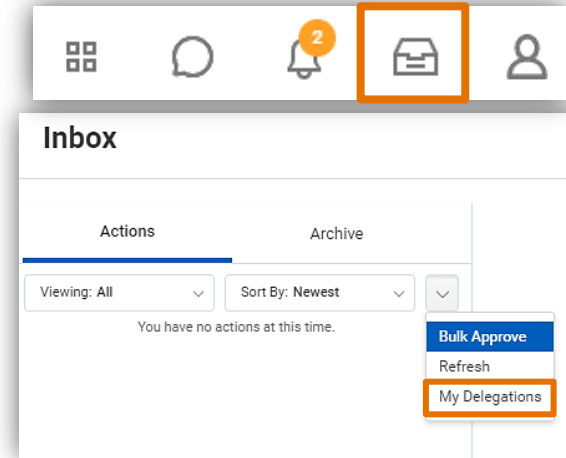 2
Inbox
Actions
Archive
Viewing: All
Sort By: Newest
You have no actions at this time.
Bulk Approve
Refresh
My Delegations